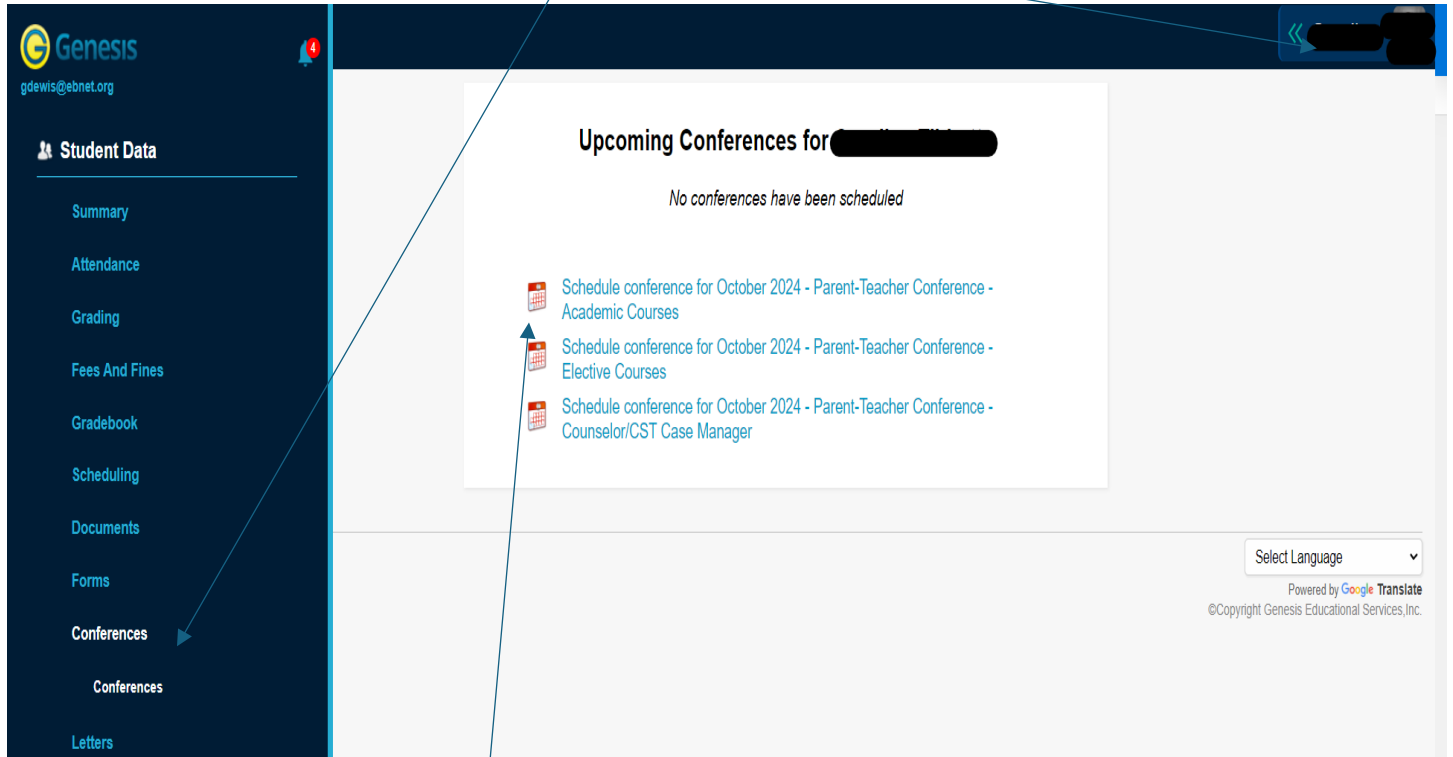 Genesis
4
gdewis@ebnet.org
Student Data
Summary
Attendance
Grading
Fees And Fines
Gradebook
Scheduling
Documents
Forms
Conferences
Conferences
Letters
Upcoming Conferences for
No conferences have been scheduled
Schedule conference for October 2024 - Parent-Teacher Conference -
Academic Courses
Schedule conference for October 2024 - Parent-Teacher Conference -
Elective Courses
Schedule conference for October 2024 - Parent-Teacher Conference -
Counselor/CST Case Manager
Select Language
Powered by Google Translate
©Copyright Genesis Educational Services,Inc.